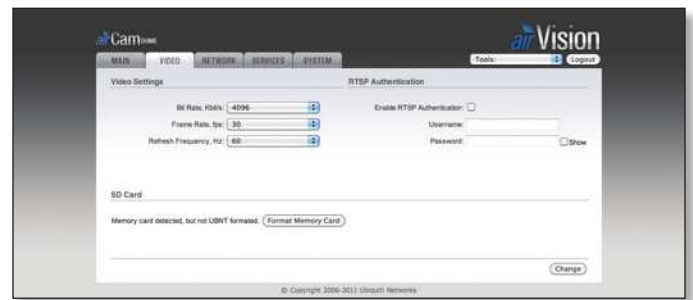 airCam DOME
airVision
MAIN VIDEO NETWORK SERVICES SYSTEM
Tools: Logout
Video Settings
RTSP Authentication
Bit Rate, Kbit/s: 4096
Enable RTSP Authentication:
Frame Rate, fps: 30
Username:
Refresh Frequency, Hz: 60
Password: Show
SD Card
Memory card detected, but not UBNT formated. Format Memory Card
Change
© Copyright 2006-2011 Ubiquiti Networks